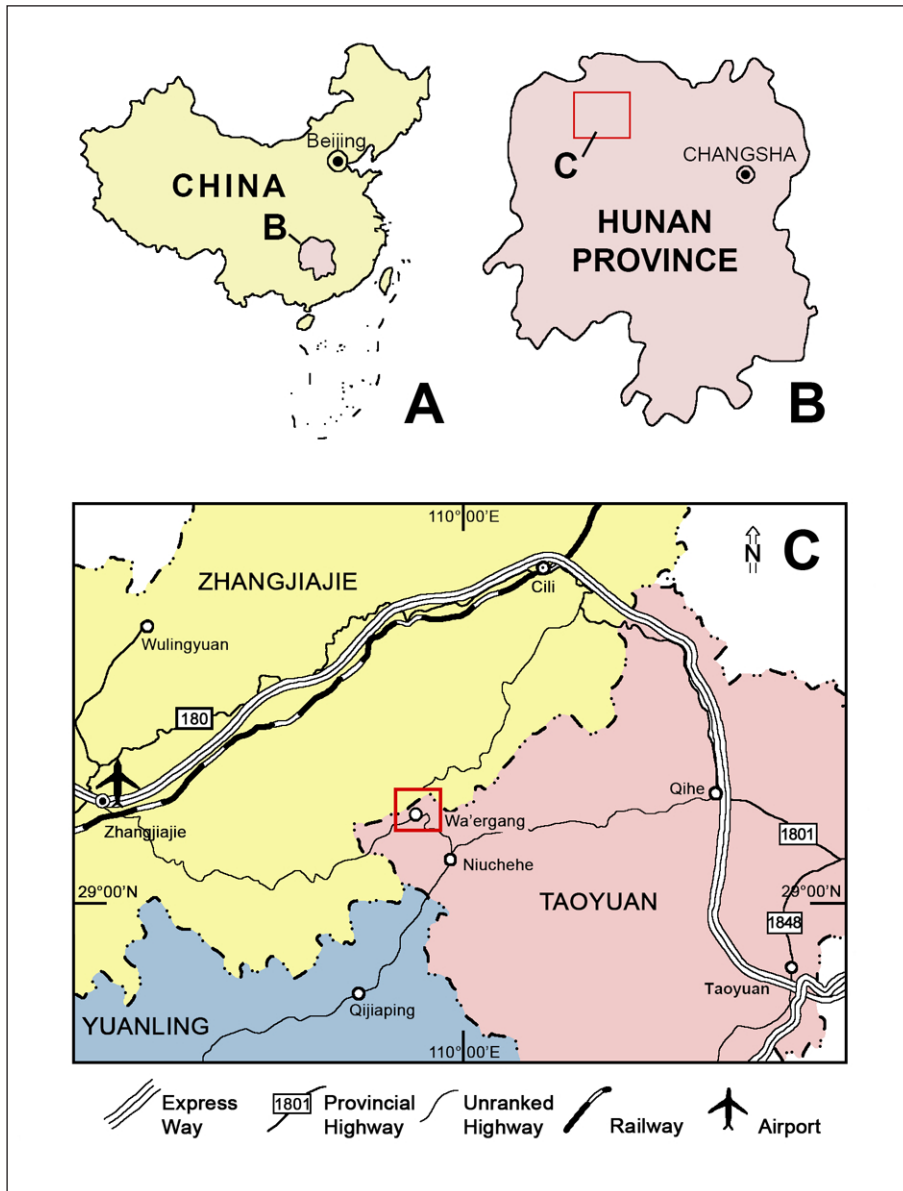 Beijing
CHINA
B
A
C
CHANGSHA
HUNAN
PROVINCE
B
110°00'E
N
C
ZHANGJIAJIE
Cili
Wulingyuan
180
Zhangjiajie
Qihe
Wa'ergang
1801
Niuchehe
29°00'N
TAOYUAN
29°00'N
1848
Taoyuan
Qijiaping
YUANLING
110°00'E
Express
Way
1801
Provincial
Highway
Unranked
Highway
Railway
Airport